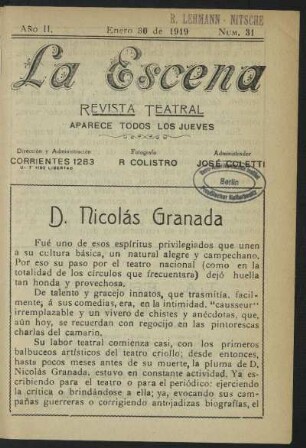 R. LEHMANN - NITSCHE
Año II. Enero 30 de 1919 Núm. 31
La Escena
REVISTA TEATRAL
APARECE TODOS LOS JUEVES
Dirección y Administración Fotógrafo Administrador
CORRIENTES 1283 R COLISTRO JOSÉ COLETTI
Berlin
D. Nicolás Granada
Fué uno de esos espíritus privilegiados que unen
a su cultura básica, un natural alegre y campechano.
Por eso su paso por el teatro nacional (como en la
totalidad de los círculos que frecuentara) dejó huella
tan honda y provechosa.
De talento y gracejo innatos, que trasmitía, fácil-
mente, á sus comedias, era, en la intimidad, "causseur"
irremplazable y un vivero de chistes y anécdotas, que,
aún hoy, se recuerdan con regocijo en las pintorescas
charlas del camarín.
Su labor teatral comienza casi, con los primeros
balbuceos artísticos del teatro criollo; desde entonces,
hasta pocos meses antes de su muerte, la pluma de D.
Nicolás Granada, estuvo en constante actividad. Ya es-
cribiendo para el teatro o para el periódico: ejerciendo
la crítica o brindándose a ella; ya, evocando sus cam-
pañas guerreras o corrigiendo antojadizas biografías, el